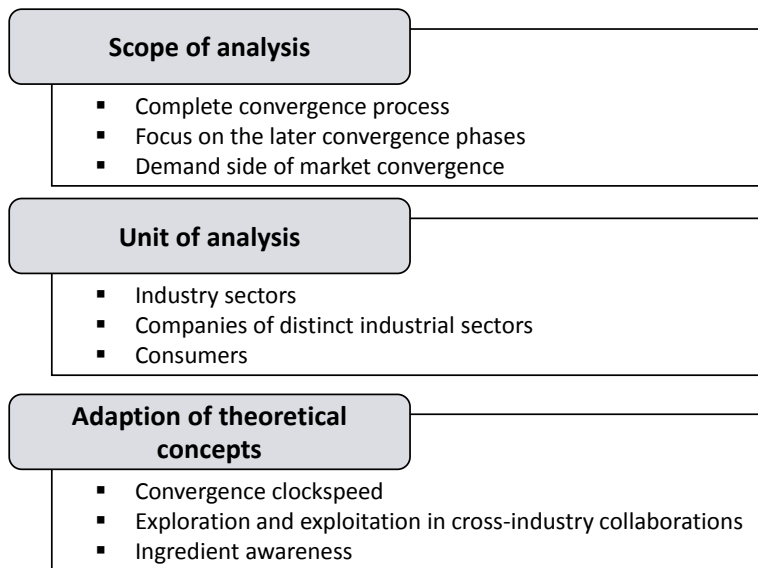 Scope of analysis
▪ Complete convergence process
▪ Focus on the later convergence phases
▪ Demand side of market convergence
Unit of analysis
▪ Industry sectors
▪ Companies of distinct industrial sectors
▪ Consumers
Adaption of theoretical
concepts
▪ Convergence clockspeed
▪ Exploration and exploitation in cross-industry collaborations
▪ Ingredient awareness